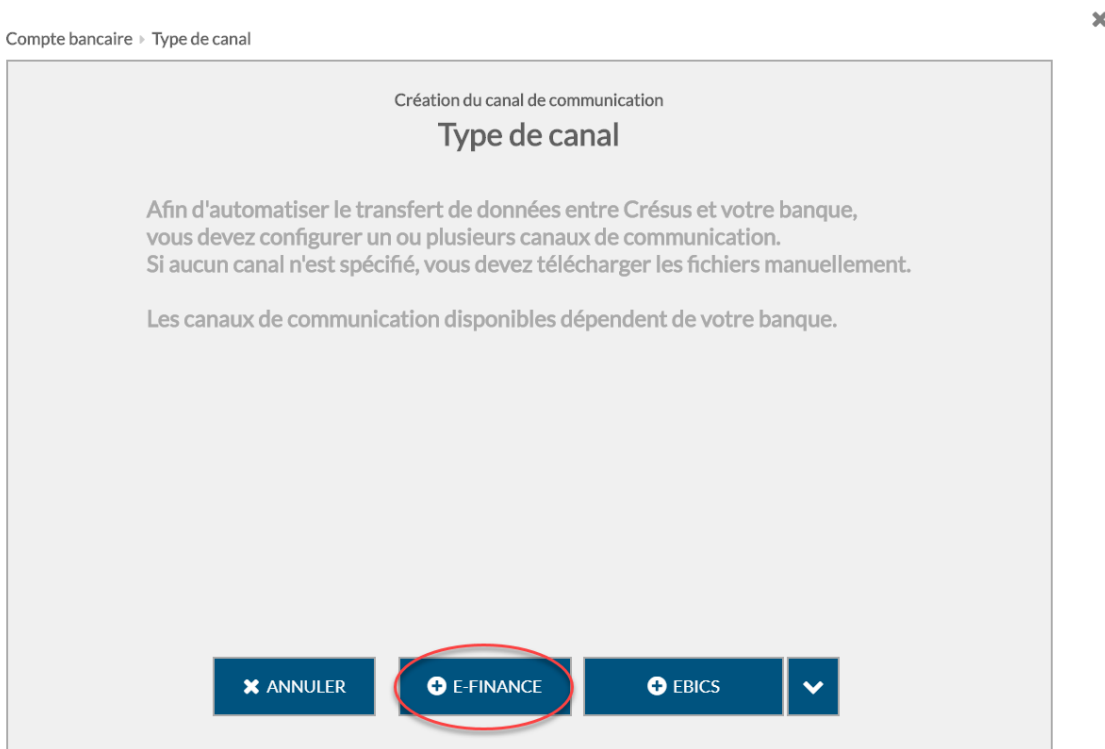 Compte bancaire Type de canal
Création du canal de communication
Type de canal
Afin d'automatiser le transfert de données entre Crésus et votre banque,
vous devez configurer un ou plusieurs canaux de communication.
Si aucun canal n'est spécifié, vous devez télécharger les fichiers manuellement.
Les canaux de communication disponibles dépendent de votre banque.
ANNULER
E-FINANCE
EBICS